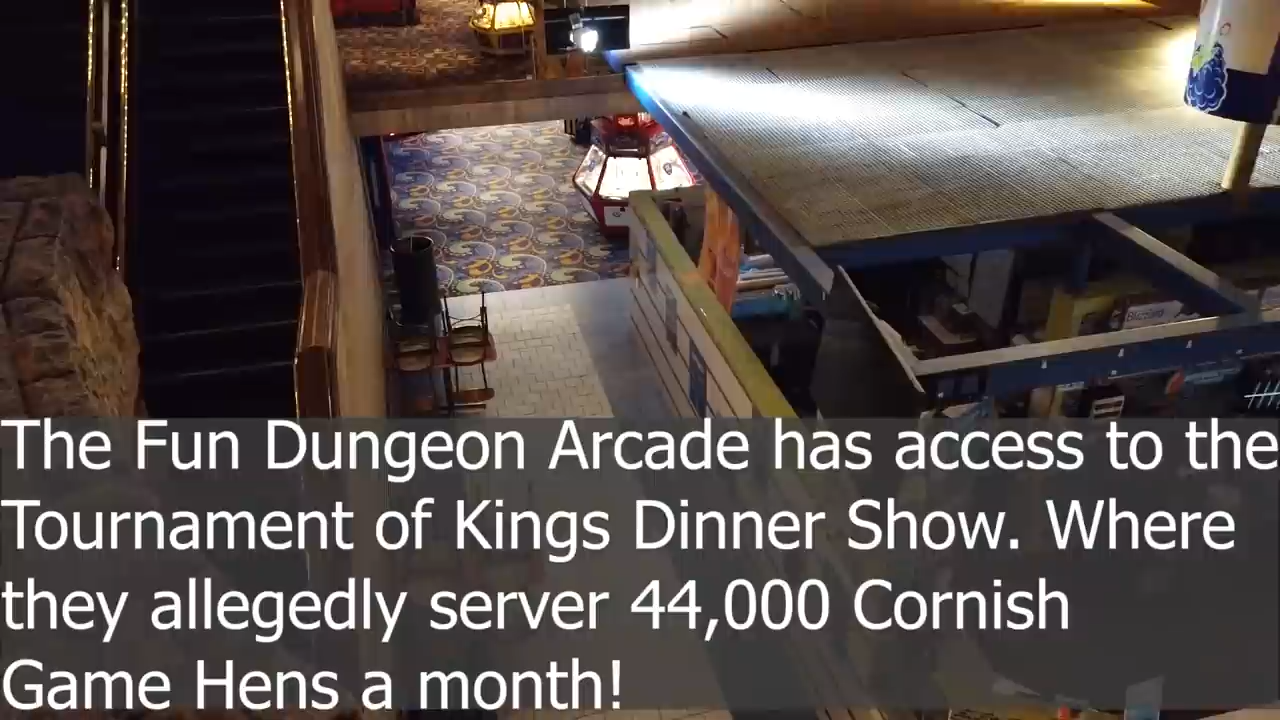 The Fun Dungeon Arcade has access to the
Tournament of Kings Dinner Show. Where
they allegedly server 44,000 Cornish
Game Hens a month!